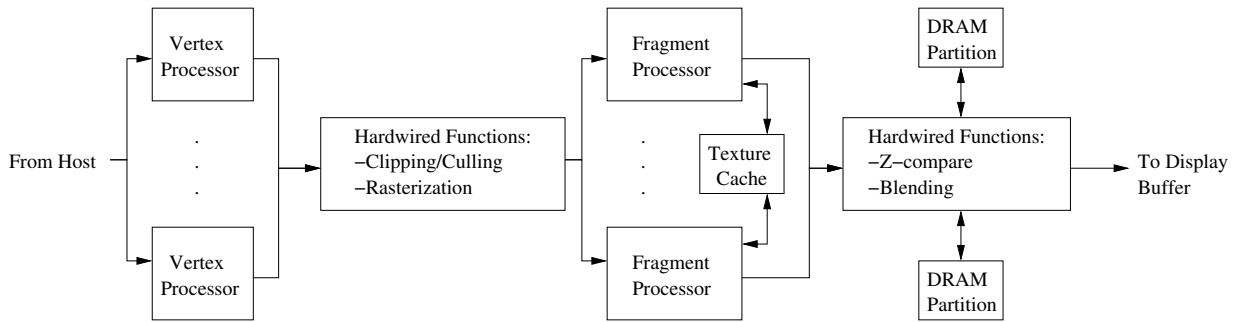 From Host
Vertex
Processor
Vertex
Processor
Hardwired Functions:
−Clipping/Culling
−Rasterization
Fragment
Processor
Texture
Cache
Fragment
Processor
DRAM
Partition
Hardwired Functions:
−Z−compare
−Blending
DRAM
Partition
To Display
Buffer